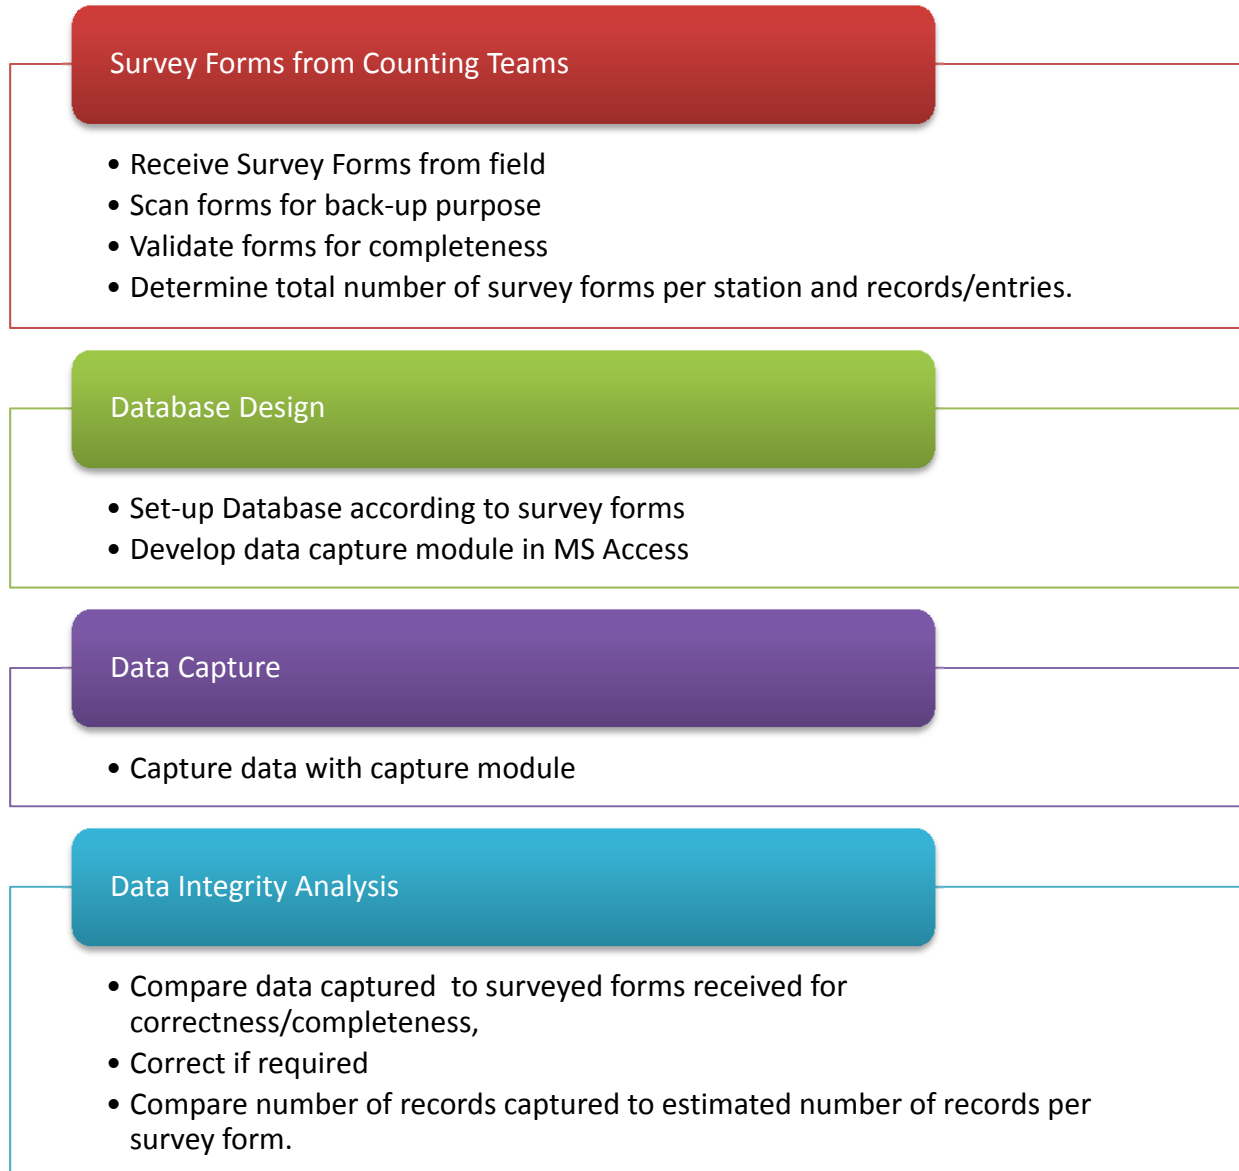 Survey Forms from Counting Teams
• Receive Survey Forms from field
• Scan forms for back-up purpose
• Validate forms for completeness
• Determine total number of survey forms per station and records/entries.
Database Design
• Set-up Database according to survey forms
• Develop data capture module in MS Access
Data Capture
• Capture data with capture module
Data Integrity Analysis
• Compare data captured  to surveyed forms received for
correctness/completeness,
• Correct if required
• Compare number of records captured to estimated number of records per
survey form.